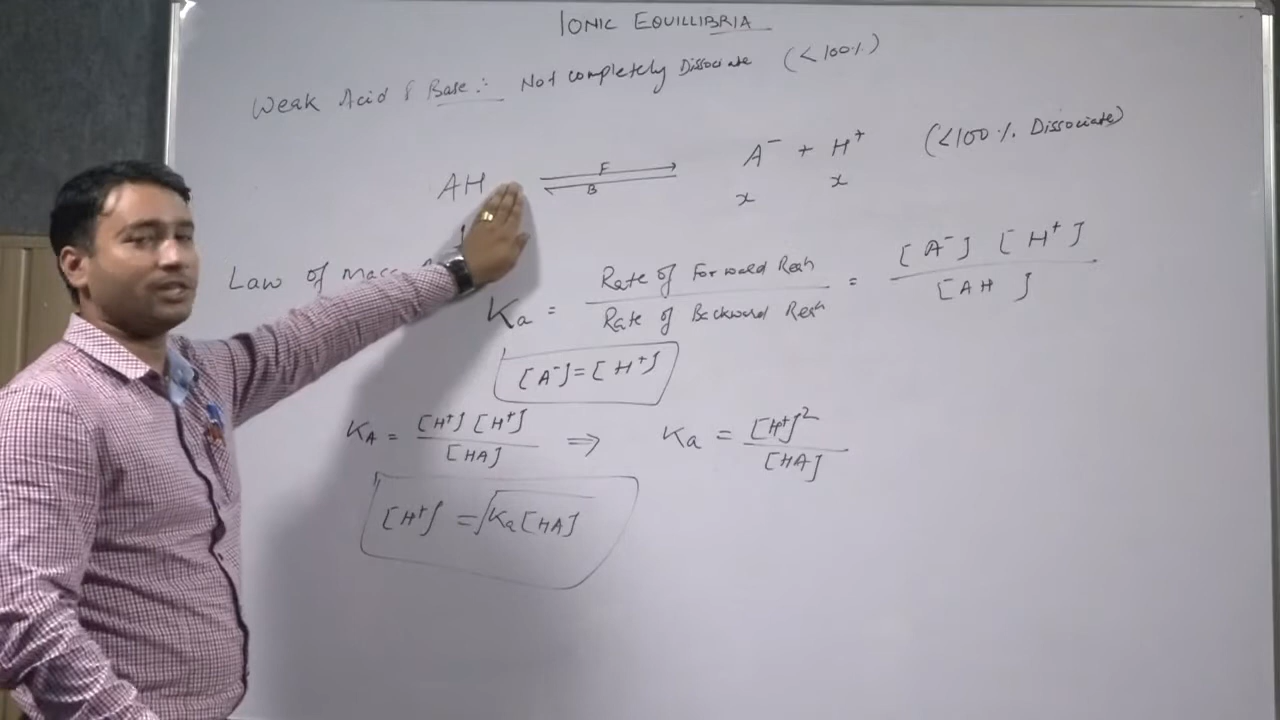 IONIC EQUILLIBRIA
Weak Acid & Base :- Not completely Dissociate (< 100%)
AH ⇌ A⁻ + H⁺ (<100% Dissociate)
F
B
x x
Law of Mass
Ka = Rate of Forward Rexn / Rate of Backward Rexn = [A⁻] [H⁺] / [AH]
[A⁻] = [H⁺]
KA = [H⁺] [H⁺] / [HA] ⇒ Ka = [H⁺]² / [HA]
[H⁺] = √Ka[HA]